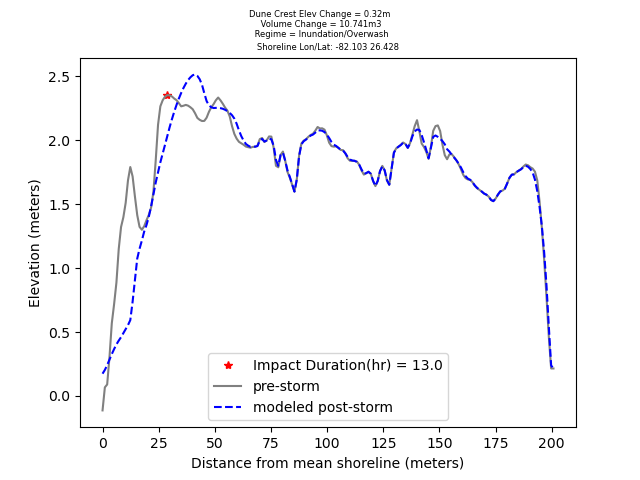 Dune Crest Elev Change = 0.32m
Volume Change = 10.741m3
Regime = Inundation/Overwash
Shoreline Lon/Lat: -82.103 26.428
2.5
2.0
1.5
1.0
0.5
0.0
Elevation (meters)
Impact Duration(hr) = 13.0
pre-storm
modeled post-storm
0 25 50 75 100 125 150 175 200
Distance from mean shoreline (meters)